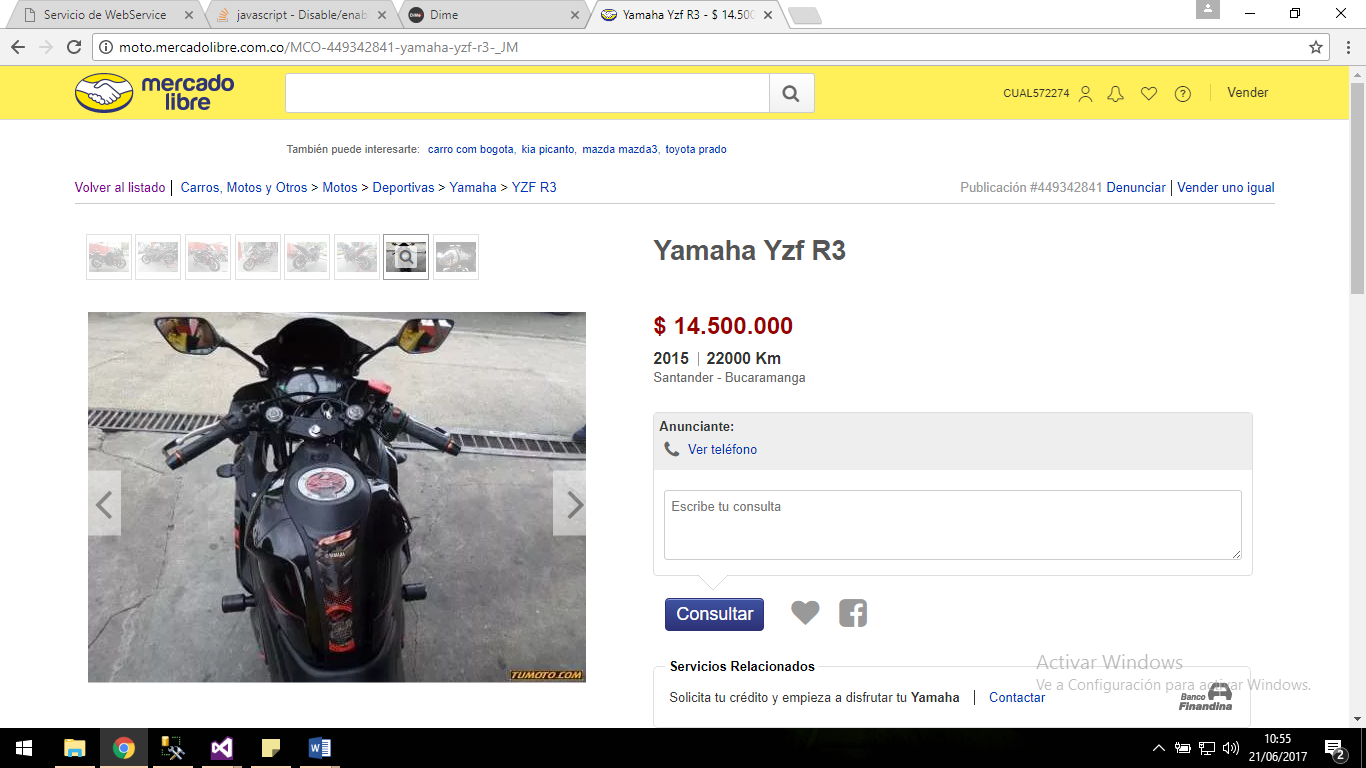 Servicio de WebService
javascript - Disable/enab
Dime
Yamaha Yzf R3 - $ 14.500
moto.mercadolibre.com.co/MCO-449342841-yamaha-yzf-r3-_JM
mercado
libre
CUAL572274
Vender
También puede interesarte: carro com bogota, kia picanto, mazda mazda3, toyota prado
Volver al listado | Carros, Motos y Otros > Motos > Deportivas > Yamaha > YZF R3
Publicación #449342841 Denunciar | Vender uno igual
Yamaha Yzf R3
$ 14.500.000
2015 | 22000 Km
Santander - Bucaramanga
Anunciante:
Ver teléfono
Escribe tu consulta
Consultar
YAMAHA
TUMOTO.COM
Servicios Relacionados
Solicita tu crédito y empieza a disfrutar tu Yamaha | Contactar
Banco
Finandina
Activar Windows
Ve a Configuración para activar Windows.
10:55
21/06/2017
2